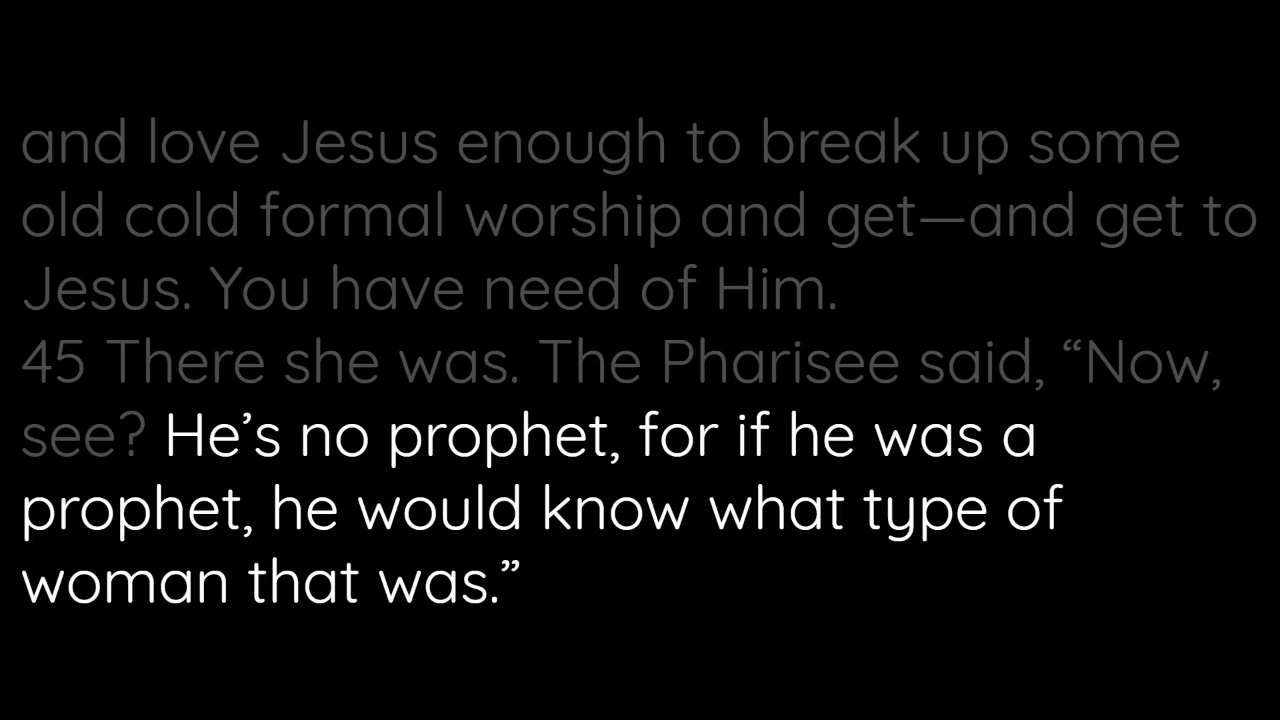 and love Jesus enough to break up some
old cold formal worship and get—and get to
Jesus. You have need of Him.
45 There she was. The Pharisee said, “Now,
see? He’s no prophet, for if he was a
prophet, he would know what type of
woman that was.”